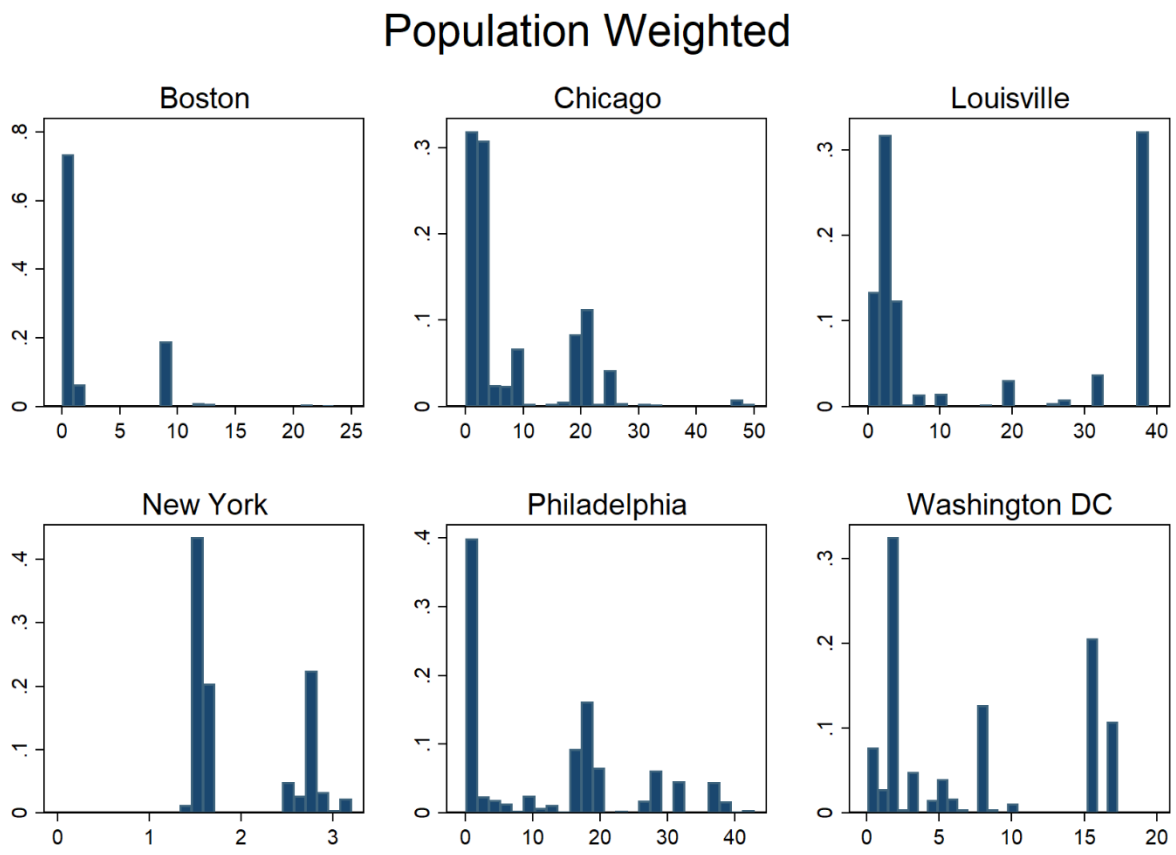 Population Weighted
Boston
Chicago
Louisville
.8
.6
.4
.2
0
0 5 10 15 20 25
.3
.2
.1
0
0 10 20 30 40 50
.3
.2
.1
0
0 10 20 30 40
New York
Philadelphia
Washington DC
.4
.3
.2
.1
0
0 1 2 3
.4
.3
.2
.1
0
0 10 20 30 40
.3
.2
.1
0
0 5 10 15 20